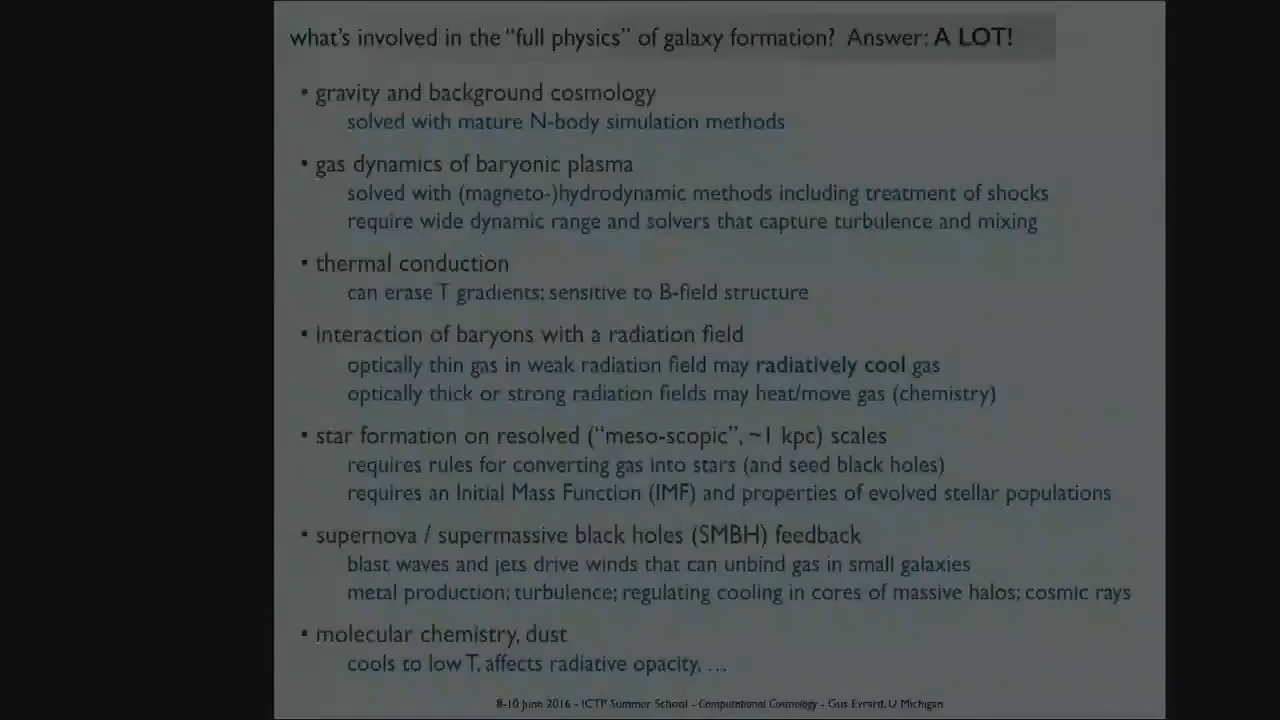 what's involved in the "full physics" of galaxy formation? Answer: A LOT!
• gravity and background cosmology
solved with mature N-body simulation methods
• gas dynamics of baryonic plasma
solved with (magneto-)hydrodynamic methods including treatment of shocks
require wide dynamic range and solvers that capture turbulence and mixing
• thermal conduction
can erase T gradients; sensitive to B-field structure
• interaction of baryons with a radiation field
optically thin gas in weak radiation field may radiatively cool gas
optically thick or strong radiation fields may heat/move gas (chemistry)
• star formation on resolved ("meso-scopic", ~1 kpc) scales
requires rules for converting gas into stars (and seed black holes)
requires an Initial Mass Function (IMF) and properties of evolved stellar populations
• supernova / supermassive black holes (SMBH) feedback
blast waves and jets drive winds that can unbind gas in small galaxies
metal production; turbulence; regulating cooling in cores of massive halos; cosmic rays
• molecular chemistry, dust
cools to low T, affects radiative opacity, ...
8-10 June 2016 - ICTP Summer School - Computational Cosmology - Gus Evrard, U Michigan